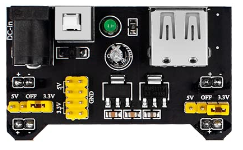 DC-In
5V
3.3V
GND
5V OFF 3.3V
5V OFF 3.3V